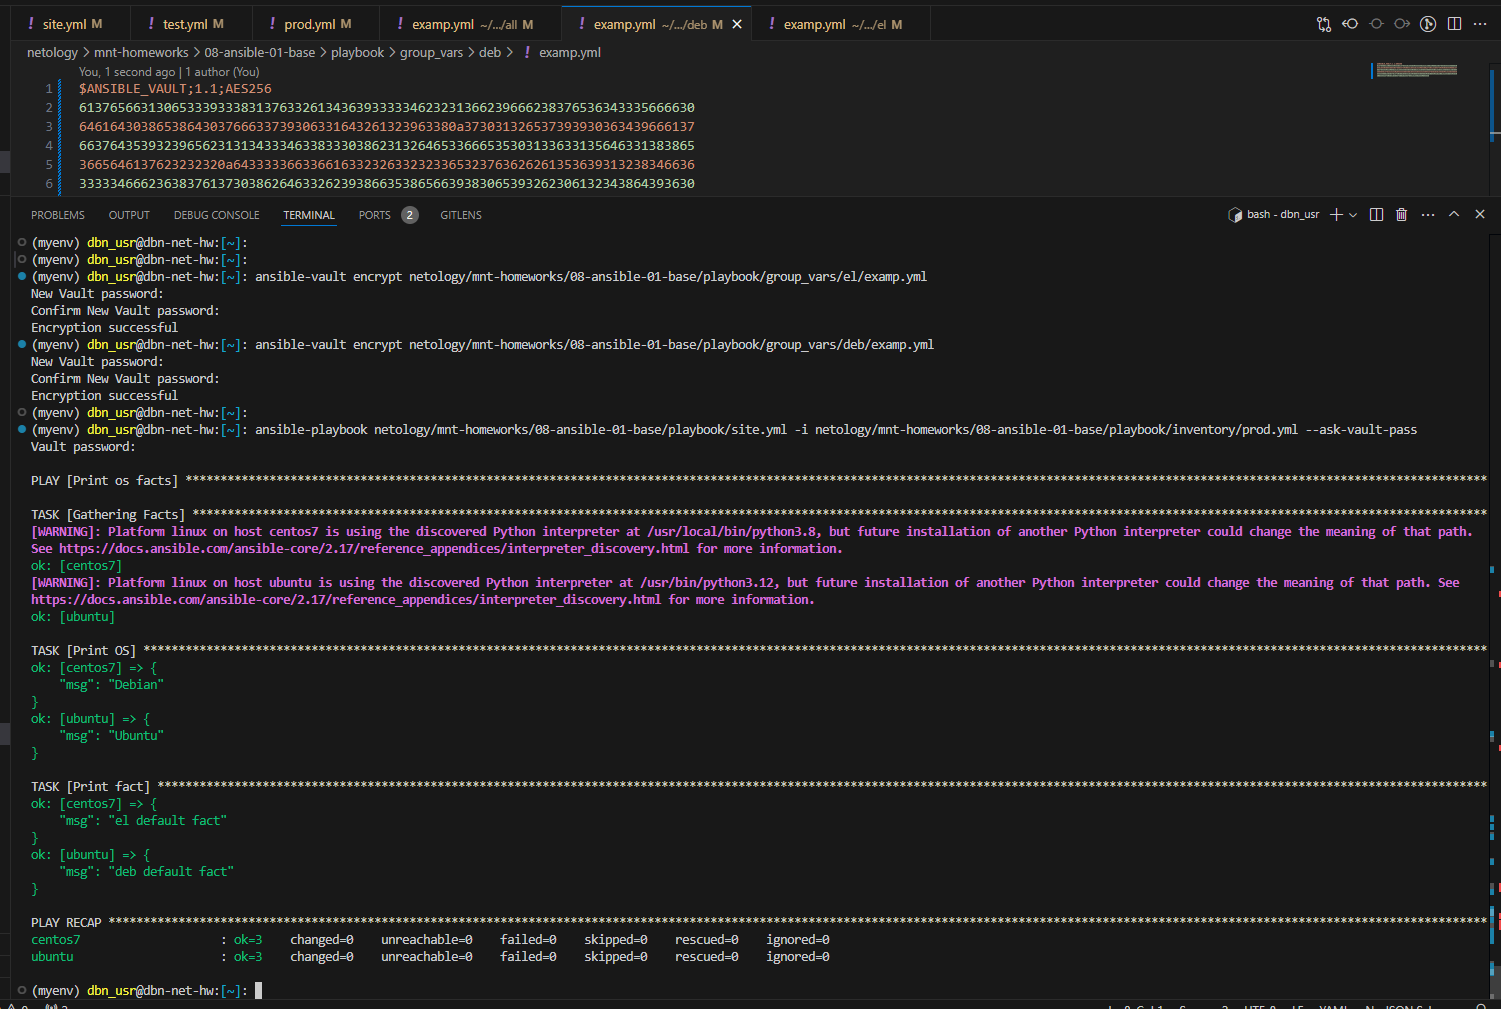 ! site.yml M ! test.yml M ! prod.yml M ! examp.yml ~/.../all M ! examp.yml ~/.../deb M ! examp.yml ~/.../el M
netology > mnt-homeworks > 08-ansible-01-base > playbook > group_vars > deb > ! examp.yml
You, 1 second ago | 1 author (You)
1 $ANSIBLE_VAULT;1.1;AES256
2
3
4
5
6
PROBLEMS OUTPUT DEBUG CONSOLE TERMINAL PORTS 2 GITLENS bash - dbn_usr
(myenv) dbn_usr@dbn-net-hw:[~]:
(myenv) dbn_usr@dbn-net-hw:[~]:
(myenv) dbn_usr@dbn-net-hw:[~]: ansible-vault encrypt netology/mnt-homeworks/08-ansible-01-base/playbook/group_vars/el/examp.yml
New Vault password:
Confirm New Vault password:
Encryption successful
(myenv) dbn_usr@dbn-net-hw:[~]: ansible-vault encrypt netology/mnt-homeworks/08-ansible-01-base/playbook/group_vars/deb/examp.yml
New Vault password:
Confirm New Vault password:
Encryption successful
(myenv) dbn_usr@dbn-net-hw:[~]:
(myenv) dbn_usr@dbn-net-hw:[~]: ansible-playbook netology/mnt-homeworks/08-ansible-01-base/playbook/site.yml -i netology/mnt-homeworks/08-ansible-01-base/playbook/inventory/prod.yml --ask-vault-pass
Vault password:
PLAY [Print os facts]
TASK [Gathering Facts]
[WARNING]: Platform linux on host centos7 is using the discovered Python interpreter at /usr/local/bin/python3.8, but future installation of another Python interpreter could change the meaning of that path.
See https://docs.ansible.com/ansible-core/2.17/reference_appendices/interpreter_discovery.html for more information.
ok: [centos7]
[WARNING]: Platform linux on host ubuntu is using the discovered Python interpreter at /usr/bin/python3.12, but future installation of another Python interpreter could change the meaning of that path. See
https://docs.ansible.com/ansible-core/2.17/reference_appendices/interpreter_discovery.html for more information.
ok: [ubuntu]
TASK [Print OS]
ok: [centos7] => {
"msg": "Debian"
}
ok: [ubuntu] => {
"msg": "Ubuntu"
}
TASK [Print fact]
ok: [centos7] => {
"msg": "el default fact"
}
ok: [ubuntu] => {
"msg": "deb default fact"
}
PLAY RECAP
centos7 : ok=3 changed=0 unreachable=0 failed=0 skipped=0 rescued=0 ignored=0
ubuntu : ok=3 changed=0 unreachable=0 failed=0 skipped=0 rescued=0 ignored=0
(myenv) dbn_usr@dbn-net-hw:[~]: